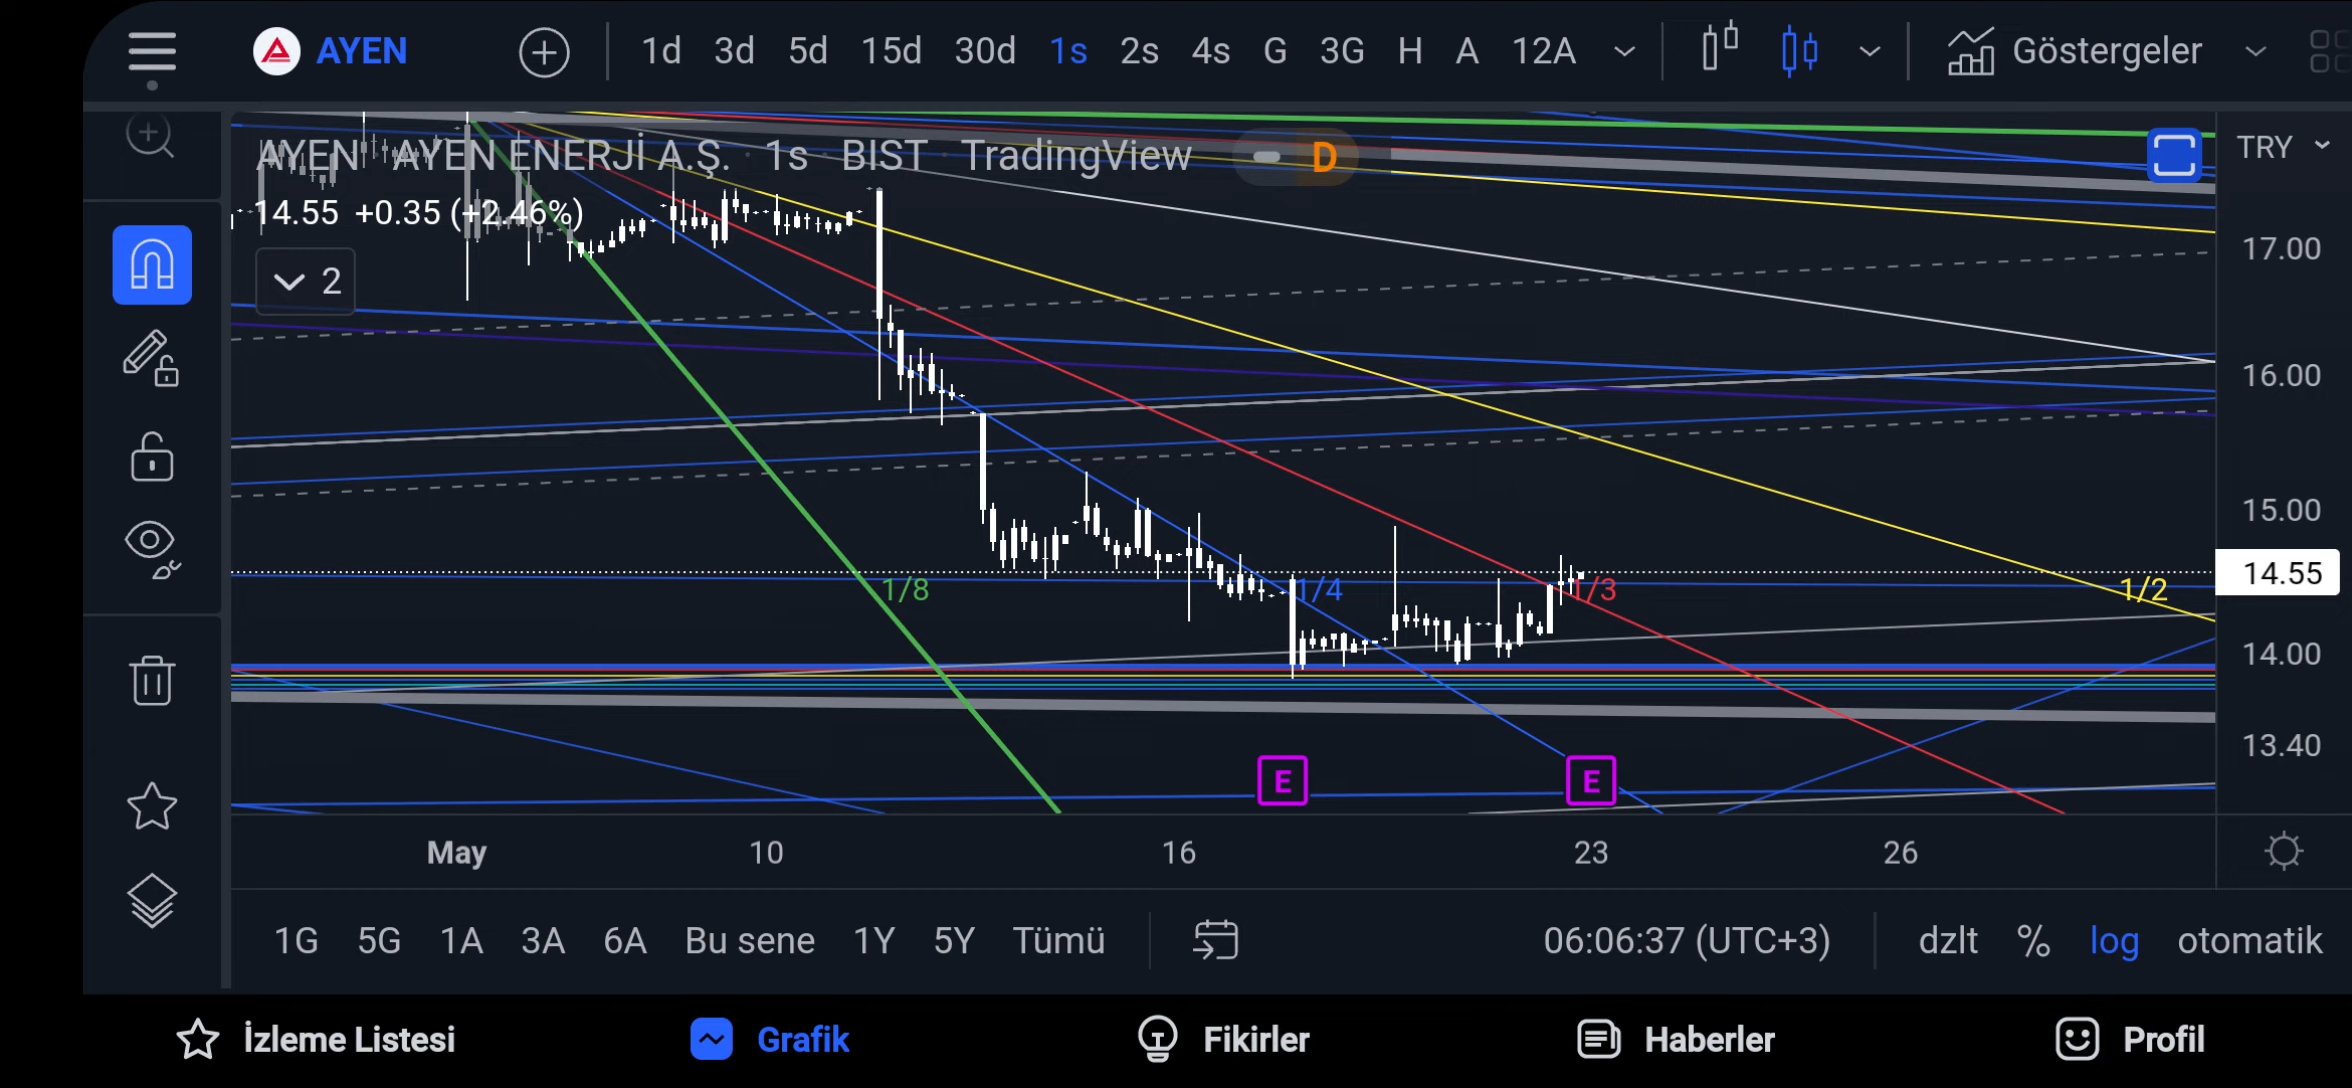 AYEN 1d 3d 5d 15d 30d 1s 2s 4s G 3G H A 12A Göstergeler
AYEN · AYEN ENERJİ A.Ş. · 1s · BIST · TradingView D
TRY
14.55 +0.35 (+2.46%)
2
17.00
16.00
15.00
14.55
14.00
13.40
1/8 1/4 1/3 1/2
E E
May 10 16 23 26
1G 5G 1A 3A 6A Bu sene 1Y 5Y Tümü 06:06:37 (UTC+3) dzlt % log otomatik
İzleme Listesi Grafik Fikirler Haberler Profil